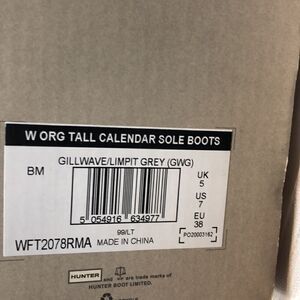 W ORG TALL CALENDAR SOLE BOOTS
GILLWAVE/LIMPIT GREY (GWG)
BM
UK
5
US
7
EU
38
5 054916 634977
99/LT
WFT2078RMA MADE IN CHINA
PO20003162
HUNTER and are trade marks of
HUNTER BOOT LIMITED.